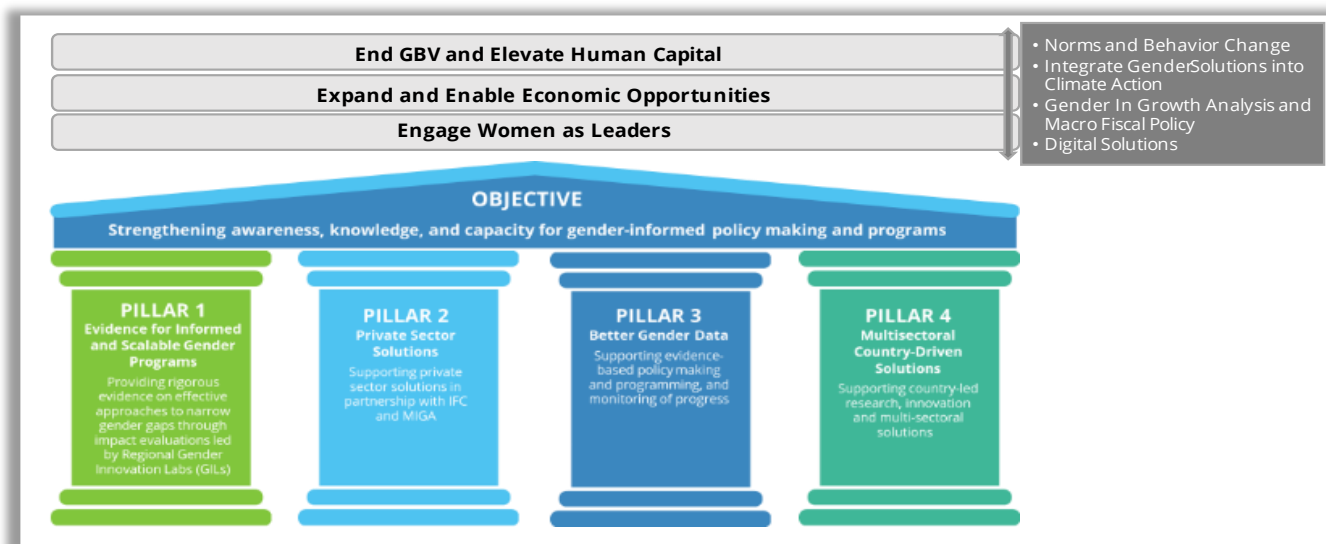 End GBV and Elevate Human Capital
Expand and Enable Economic Opportunities
Engage Women as Leaders
• Norms and Behavior Change
• Integrate GenderSolutions into
Climate Action
• Gender In Growth Analysis and
Macro Fiscal Policy
• Digital Solutions
OBJECTIVE
Strengthening awareness, knowledge, and capacity for gender-informed policy making and programs
PILLAR 1
Evidence for Informed
and Scalable Gender
Programs
Providing rigorous
evidence on effective
approaches to narrow
gender gaps through
impact evaluations led
by Regional Gender
Innovation Labs (GILs)
PILLAR 2
Private Sector
Solutions
Supporting private
sector solutions in
partnership with IFC
and MIGA
PILLAR 3
Better Gender Data
Supporting evidence-
based policy making
and programming, and
monitoring of progress
PILLAR 4
Multisectoral
Country-Driven
Solutions
Supporting country-led
research, innovation
and multi-sectoral
solutions